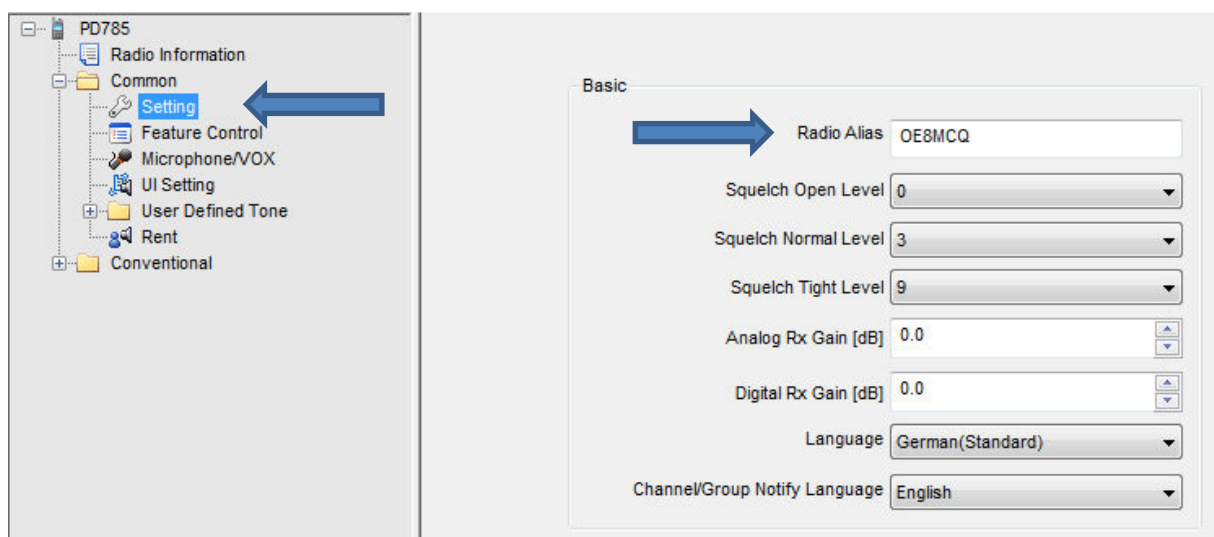 PD785
Radio Information
Common
Setting
Feature Control
Microphone/VOX
UI Setting
User Defined Tone
Rent
Conventional
Basic
Radio Alias OE8MCQ
Squelch Open Level 0
Squelch Normal Level 3
Squelch Tight Level 9
Analog Rx Gain [dB] 0.0
Digital Rx Gain [dB] 0.0
Language German(Standard)
Channel/Group Notify Language English